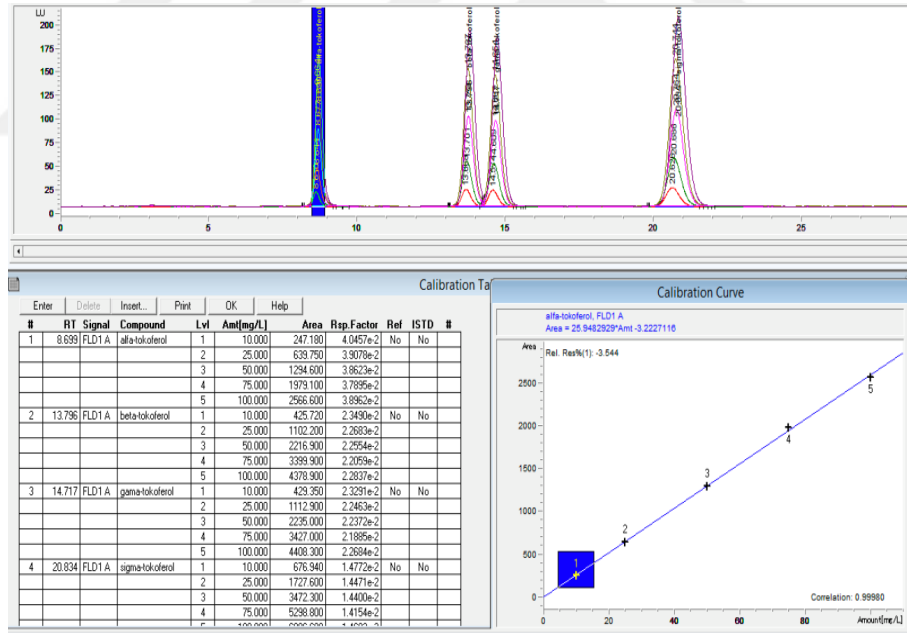 LU
200
175
150
125
100
75
50
25
0
0 5 10 15 20 25
Calibration Ta
Enter Delete Insert... Print OK Help
# RT Signal Compound Lvl Amt[mg/L] Area Rsp.Factor Ref ISTD #
1 8.699 FLD1 A alfa-tokoferol 1 10.000 247.180 4.0457e-2 No No
2 25.000 639.750 3.9078e-2
3 50.000 1294.600 3.8623e-2
4 75.000 1979.100 3.7895e-2
5 100.000 2566.600 3.8962e-2
2 13.796 FLD1 A beta-tokoferol 1 10.000 425.720 2.3490e-2 No No
2 25.000 1102.200 2.2683e-2
3 50.000 2216.900 2.2554e-2
4 75.000 3399.900 2.2059e-2
5 100.000 4378.900 2.2837e-2
3 14.717 FLD1 A gama-tokoferol 1 10.000 429.350 2.3291e-2 No No
2 25.000 1112.900 2.2463e-2
3 50.000 2235.000 2.2372e-2
4 75.000 3427.000 2.1885e-2
5 100.000 4408.300 2.2684e-2
4 20.834 FLD1 A sigma-tokoferol 1 10.000 676.940 1.4772e-2 No No
2 25.000 1727.600 1.4471e-2
3 50.000 3472.300 1.4400e-2
4 75.000 5298.800 1.4154e-2
Calibration Curve
alfa-tokoferol, FLD1 A
Area = 25.9482929*Amt -3.2227116
Area
Rel. Res%(1): -3.544
2500
2000
1500
1000
500
0
1
2
3
4
5
Correlation: 0.99980
0 20 40 60 80 100 Amount[mg/L]